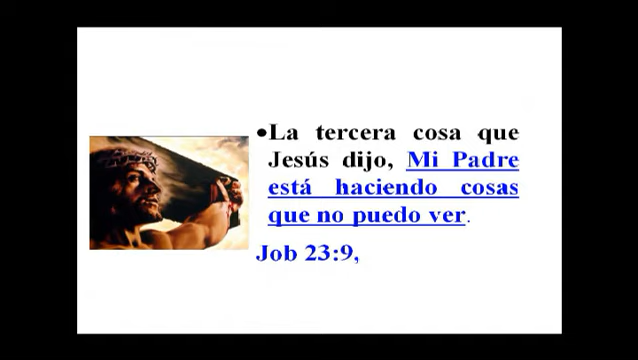 •La tercera cosa que
Jesús dijo, Mi Padre
está haciendo cosas
que no puedo ver.
Job 23:9,